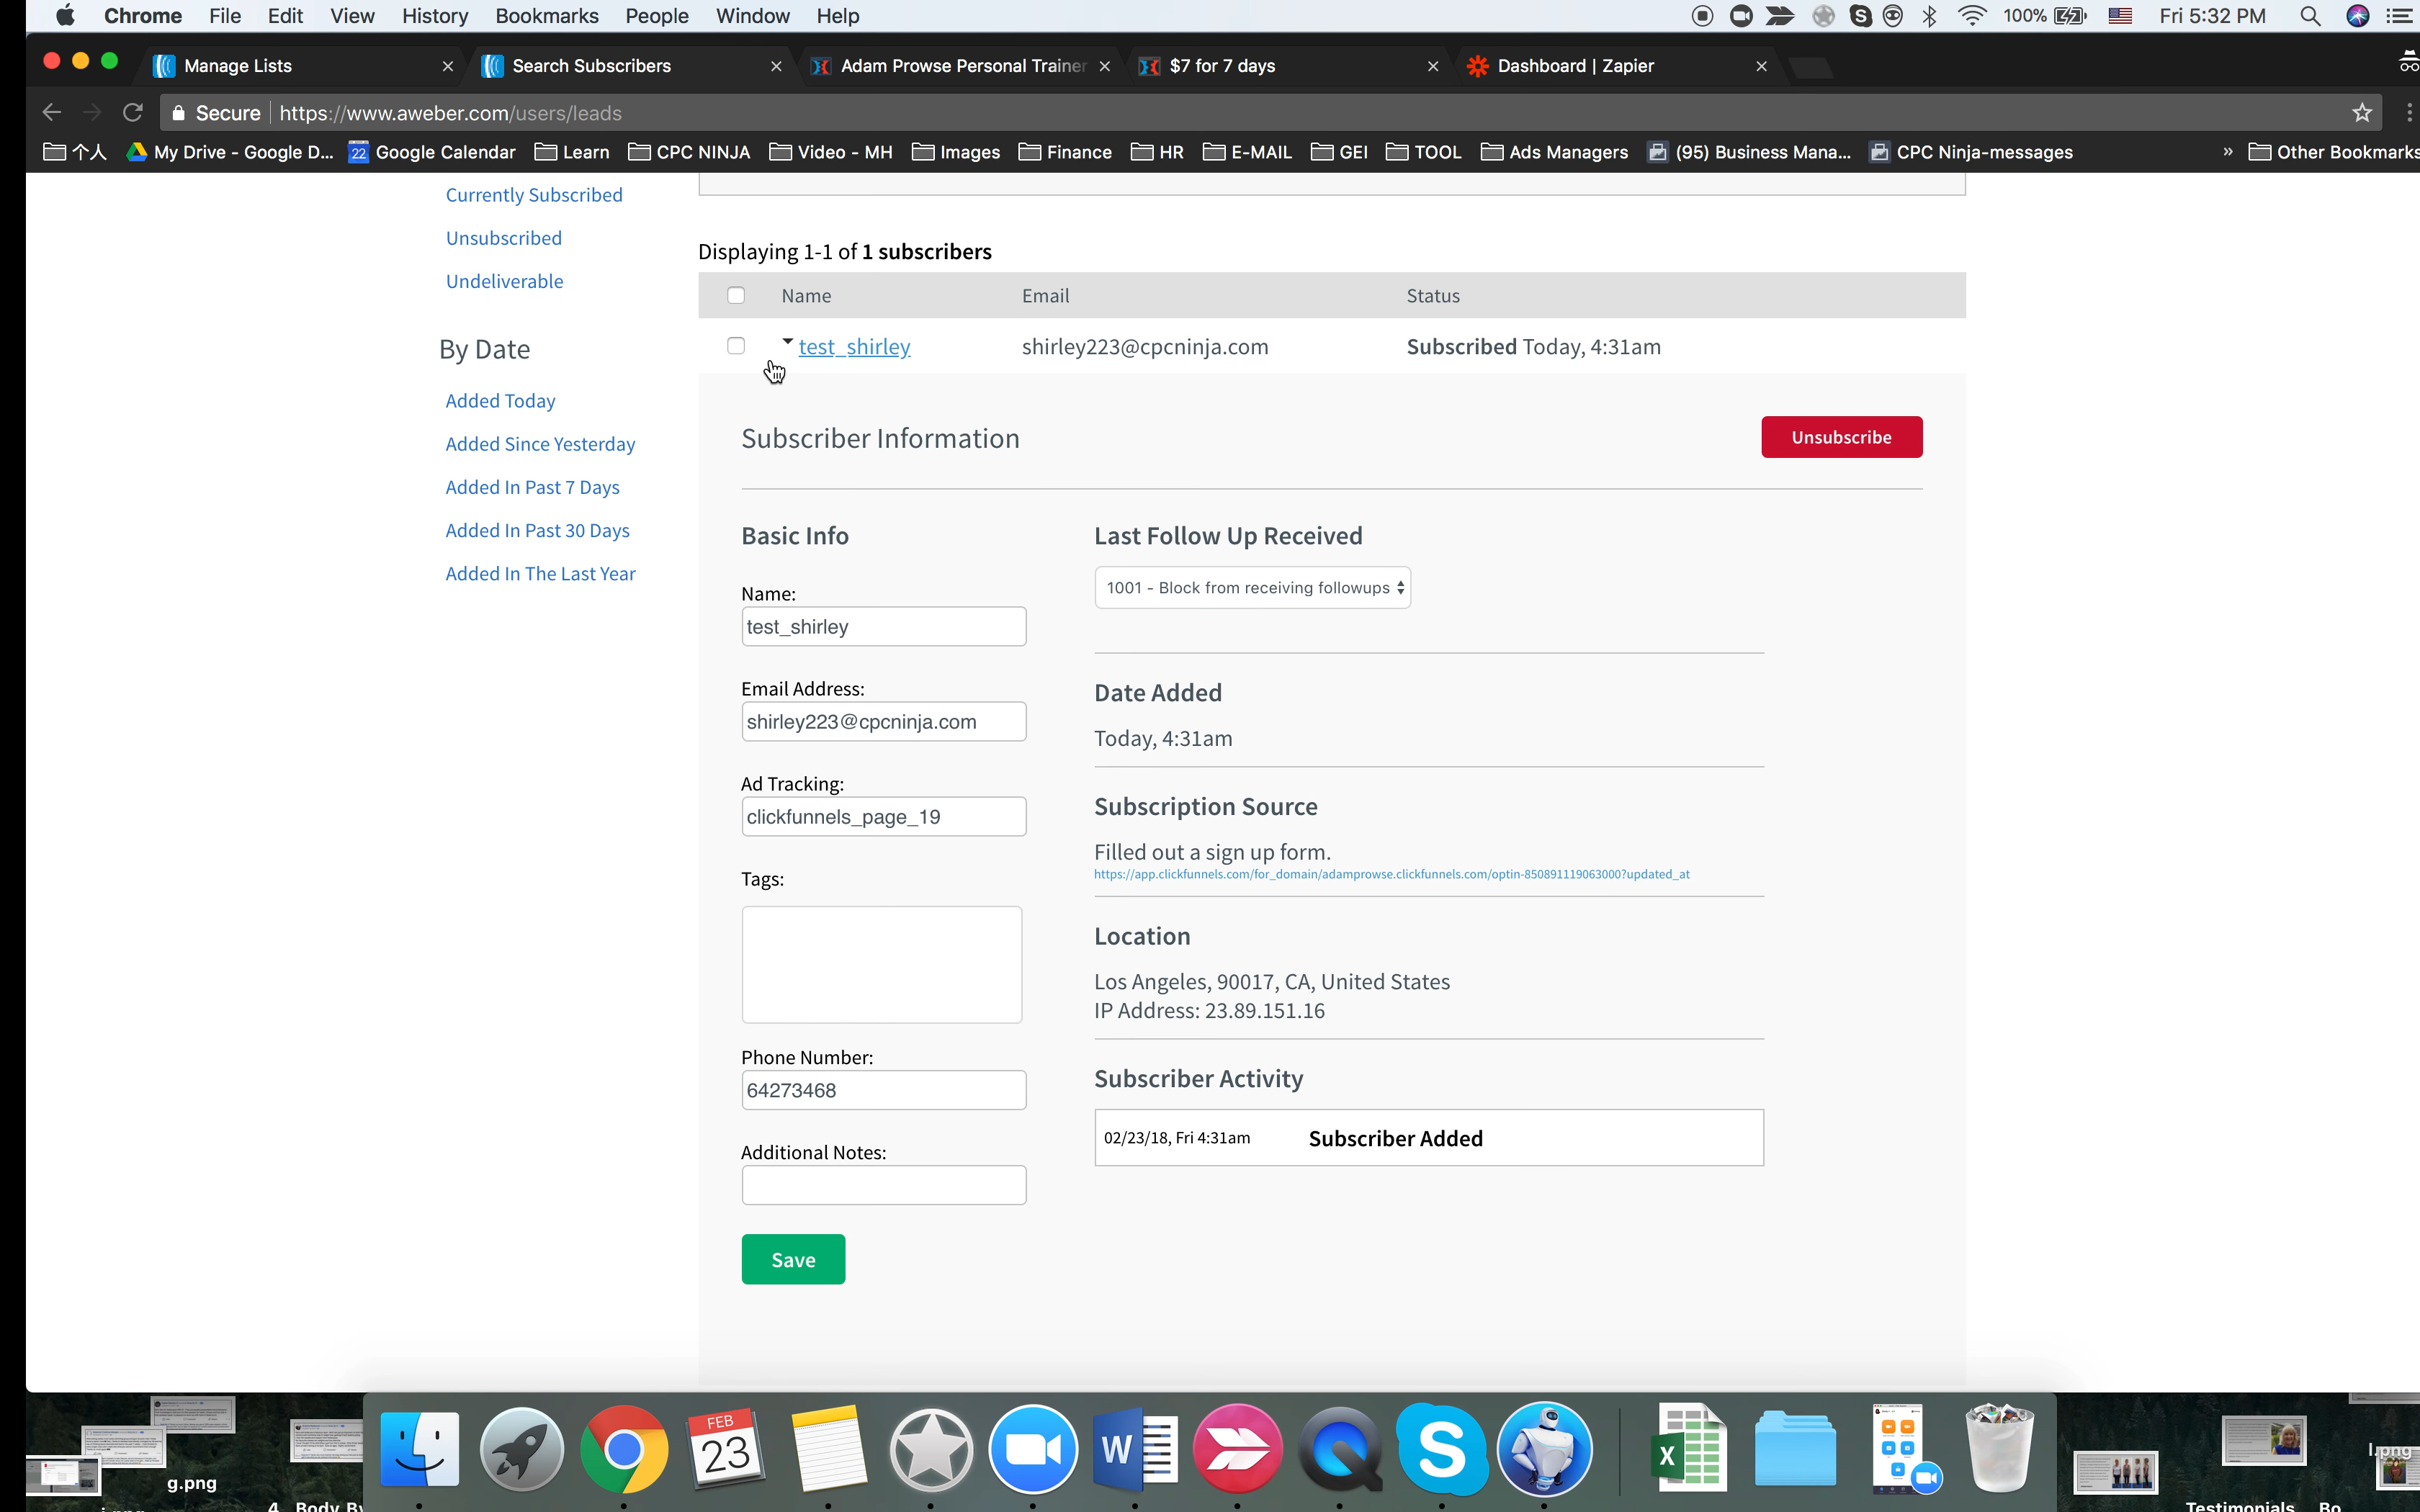 Chrome File Edit View History Bookmarks People Window Help 100% Fri 5:32 PM
Manage Lists Search Subscribers Adam Prowse Personal Trainer $7 for 7 days Dashboard | Zapier
Secure https://www.aweber.com/users/leads
个人 My Drive - Google D... 22 Google Calendar Learn CPC NINJA Video - MH Images Finance HR E-MAIL GEI TOOL Ads Managers (95) Business Mana... CPC Ninja-messages » Other Bookmarks
Currently Subscribed
Unsubscribed
Undeliverable
By Date
Added Today
Added Since Yesterday
Added In Past 7 Days
Added In Past 30 Days
Added In The Last Year
Displaying 1-1 of 1 subscribers
Name Email Status
test_shirley shirley223@cpcninja.com Subscribed Today, 4:31am
Subscriber Information Unsubscribe
Basic Info
Name:
test_shirley
Email Address:
shirley223@cpcninja.com
Ad Tracking:
clickfunnels_page_19
Tags:
Phone Number:
64273468
Additional Notes:
Save
Last Follow Up Received
1001 - Block from receiving followups
Date Added
Today, 4:31am
Subscription Source
Filled out a sign up form.
https://app.clickfunnels.com/for_domain/adamprowse.clickfunnels.com/optin-850891119063000?updated_at
Location
Los Angeles, 90017, CA, United States
IP Address: 23.89.151.16
Subscriber Activity
02/23/18, Fri 4:31am Subscriber Added
FEB
23
g.png
4 Body By
l.png
Testimonials Bo